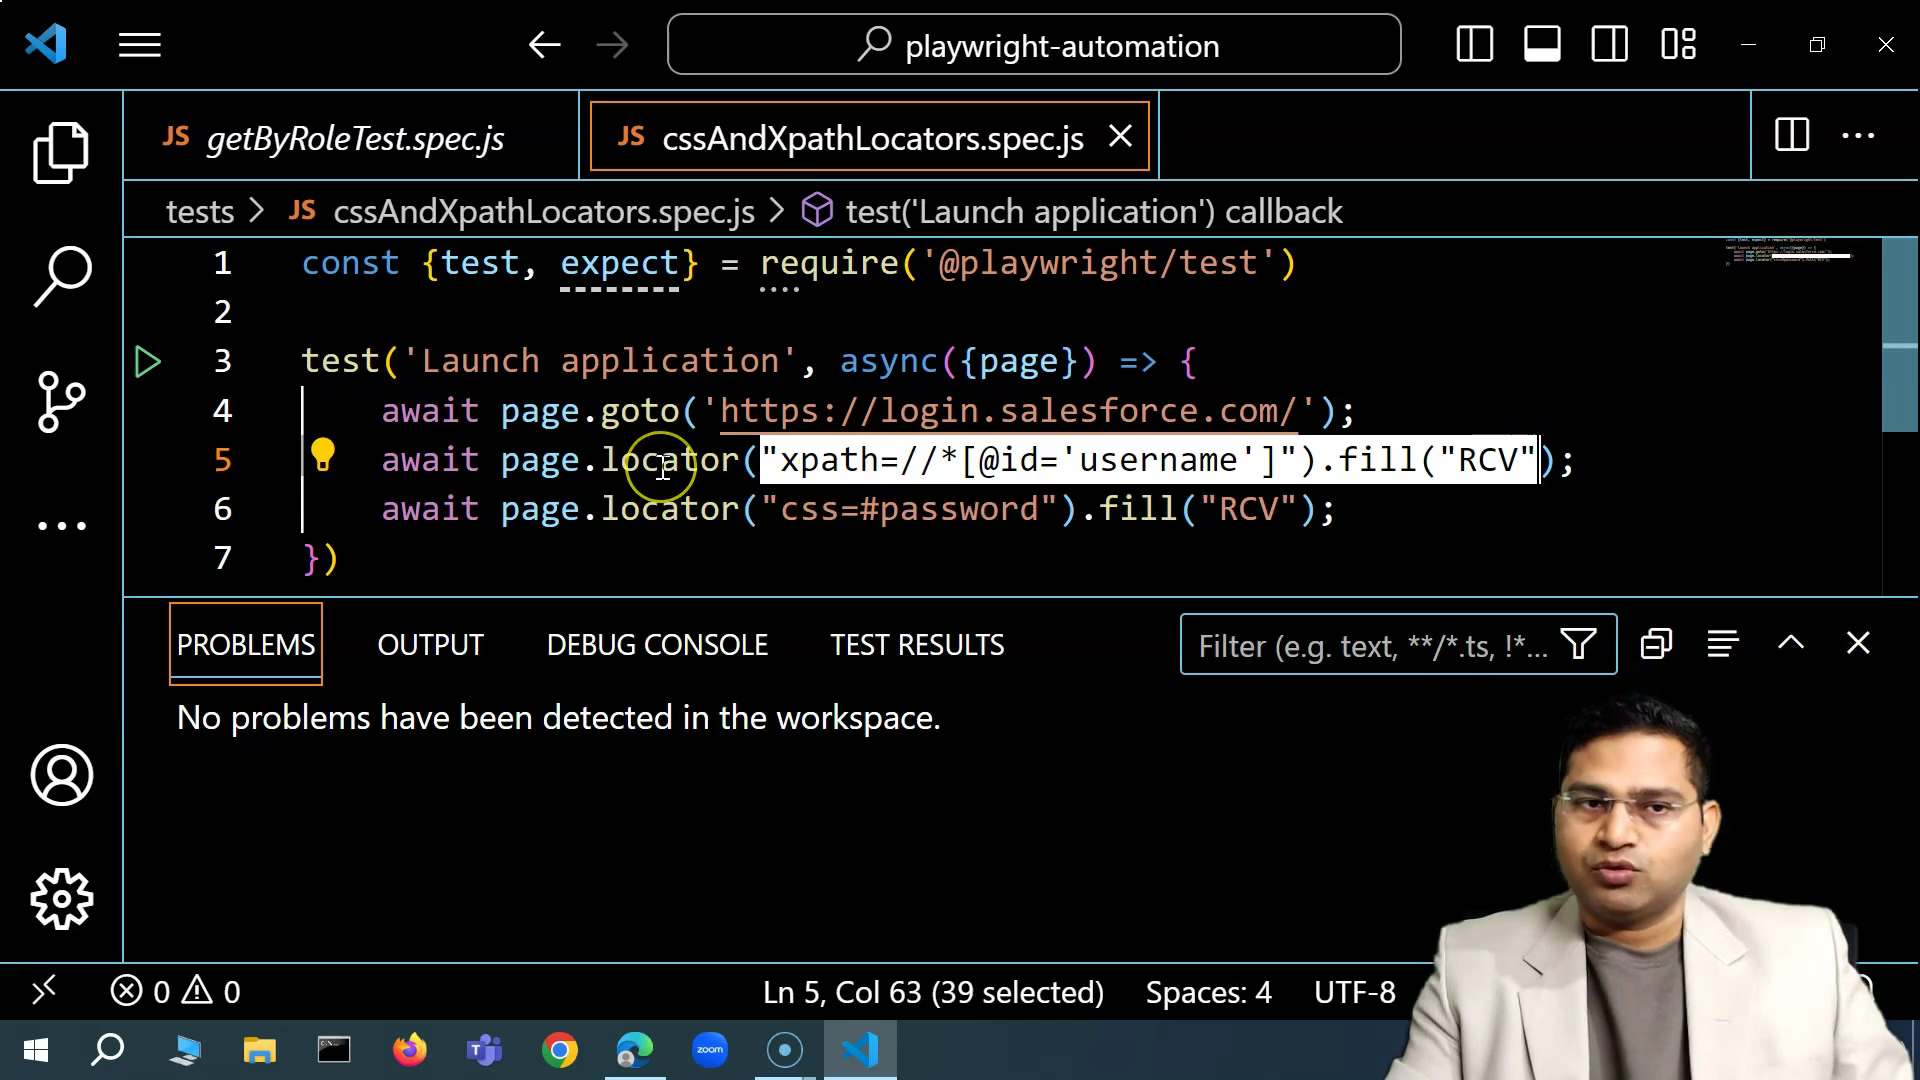 playwright-automation
JS getByRoleTest.spec.js
JS cssAndXpathLocators.spec.js
tests > JS cssAndXpathLocators.spec.js > test('Launch application') callback
1 const {test, expect} = require('@playwright/test')
2
3 test('Launch application', async({page}) => {
4 await page.goto('https://login.salesforce.com/');
5 await page.locator("xpath=//*[@id='username']").fill("RCV");
6 await page.locator("css=#password").fill("RCV");
7 })
PROBLEMS OUTPUT DEBUG CONSOLE TEST RESULTS Filter (e.g. text, **/*.ts, !*...
No problems have been detected in the workspace.
0 0 Ln 5, Col 63 (39 selected) Spaces: 4 UTF-8
zoom